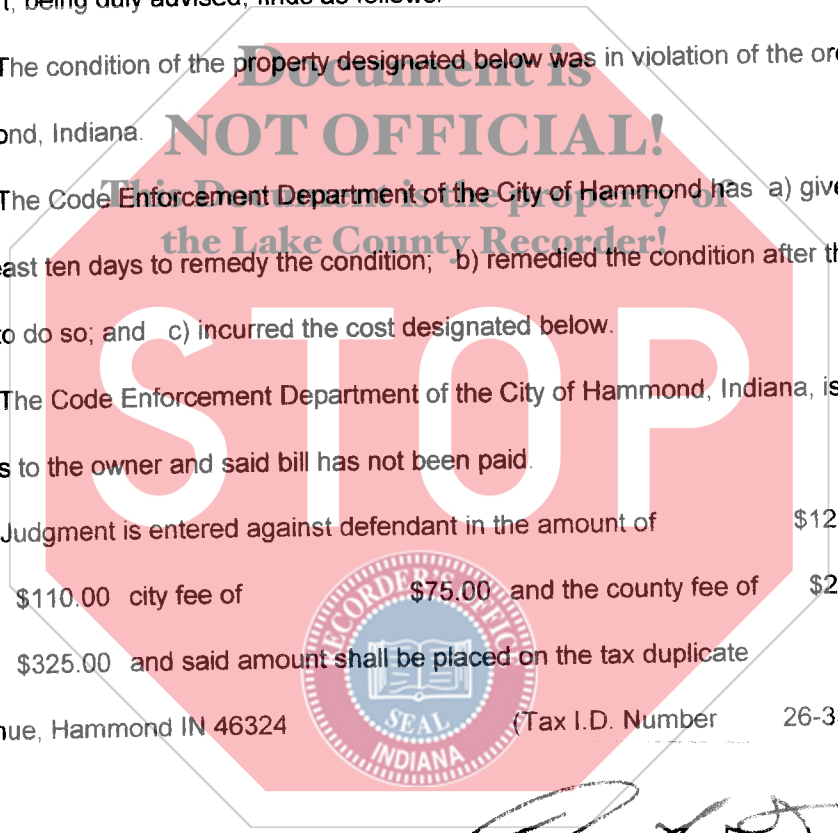 t, being duly advised, finds as follows:
The condition of the property designated below was in violation of the or
Document is
ond, Indiana.
NOT OFFICIAL!
The Code Enforcement Department of the City of Hammond has a) give
This Document is the property of
the Lake County Recorder!
east ten days to remedy the condition; b) remedied the condition after th
to do so; and c) incurred the cost designated below.
STOP
The Code Enforcement Department of the City of Hammond, Indiana, is
s to the owner and said bill has not been paid.
Judgment is entered against defendant in the amount of $12
$110.00 city fee of $75.00 and the county fee of $2
$325.00 and said amount shall be placed on the tax duplicate
nue, Hammond IN 46324 (Tax I.D. Number 26-3
RECORDER'S OFFIC
SEAL
INDIANA